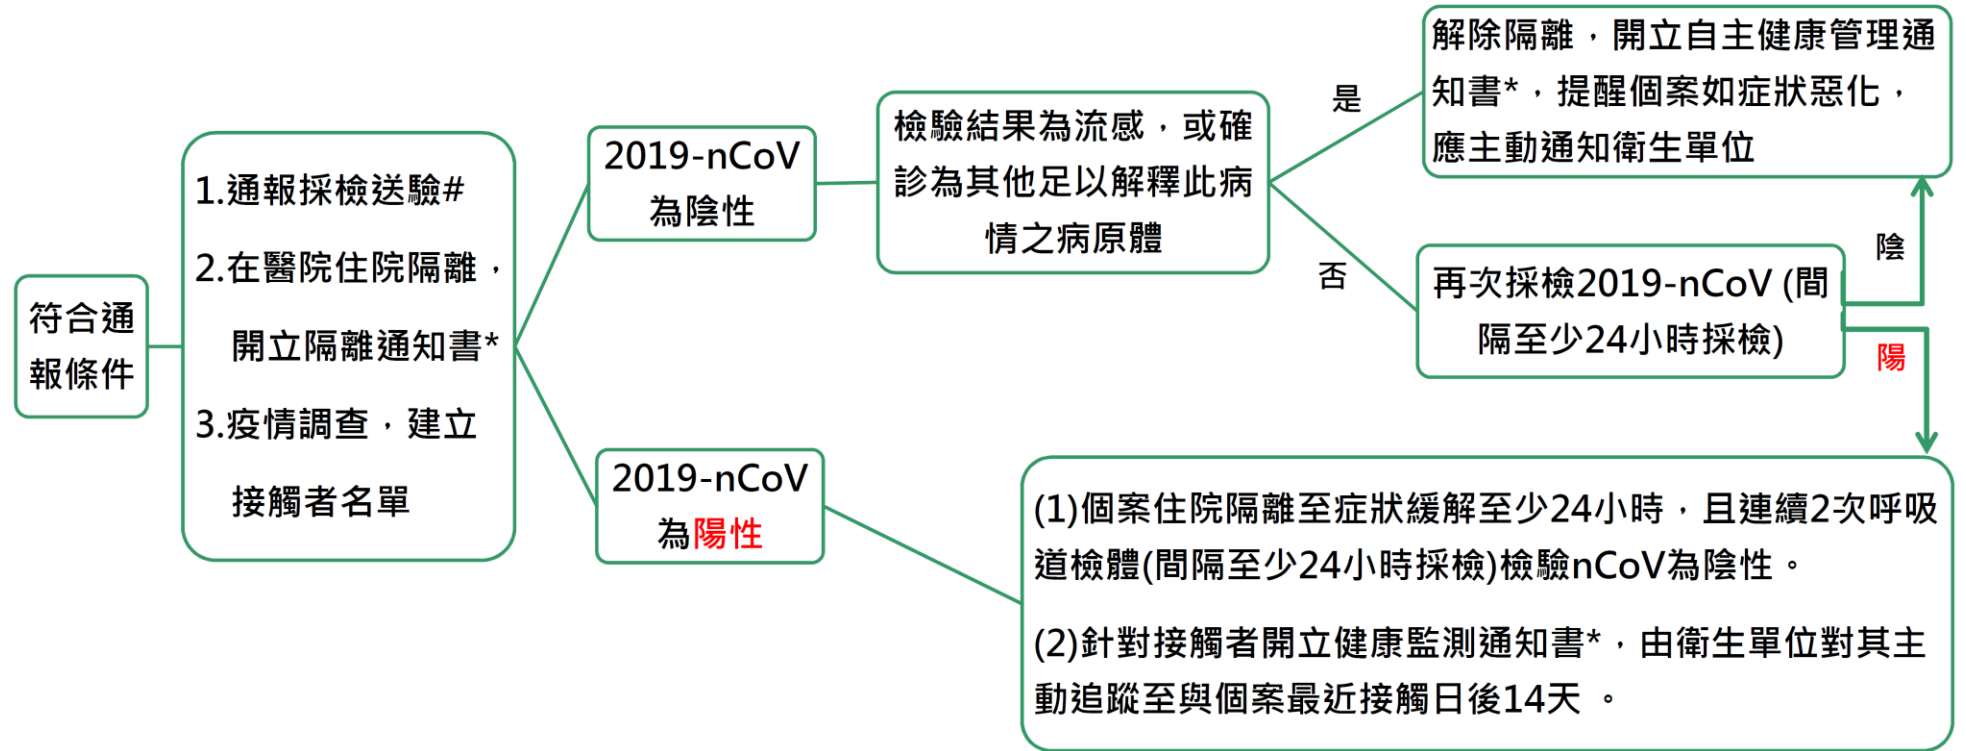 符合通
報條件
1.通報採檢送驗#
2.在醫院住院隔離，
開立隔離通知書*
3.疫情調查，建立
接觸者名單
2019-nCoV
為陰性
檢驗結果為流感，或確
診為其他足以解釋此病
情之病原體
是
解除隔離，開立自主健康管理通
知書*，提醒個案如症狀惡化，
應主動通知衛生單位
否
再次採檢2019-nCoV (間
隔至少24小時採檢)
陰
陽
2019-nCoV
為陽性
(1)個案住院隔離至症狀緩解至少24小時，且連續2次呼吸
道檢體(間隔至少24小時採檢)檢驗nCoV為陰性。
(2)針對接觸者開立健康監測通知書*，由衛生單位對其主
動追蹤至與個案最近接觸日後14天 。